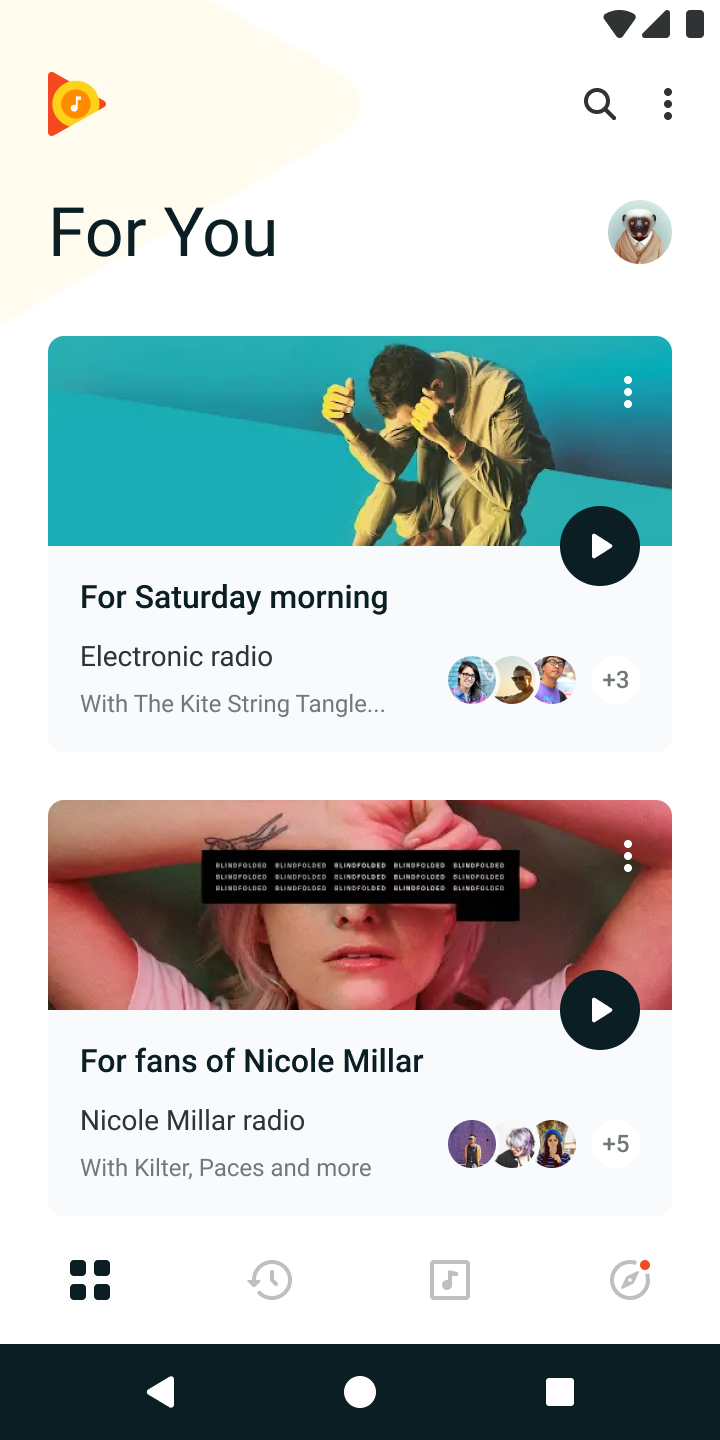 For You
For Saturday morning
Electronic radio
With The Kite String Tangle...
+3
BLINDFOLDED BLINDFOLDED BLINDFOLDED BLINDFOLDED BLINDFOLDED
BLINDFOLDED BLINDFOLDED BLINDFOLDED BLINDFOLDED BLINDFOLDED
BLINDFOLDED BLINDFOLDED BLINDFOLDED BLINDFOLDED BLINDFOLDED
For fans of Nicole Millar
Nicole Millar radio
With Kilter, Paces and more
+5